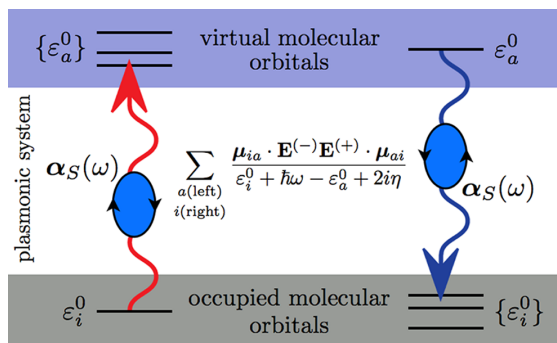 {ε_a^0}
virtual molecular
orbitals
ε_a^0
plasmonic system
α_S(ω)
∑ a(left) i(right) μ_ia · E^(−) E^(+) · μ_ai / ε_i^0 + ħω − ε_a^0 + 2iη
α_S(ω)
ε_i^0
occupied molecular
orbitals
{ε_i^0}